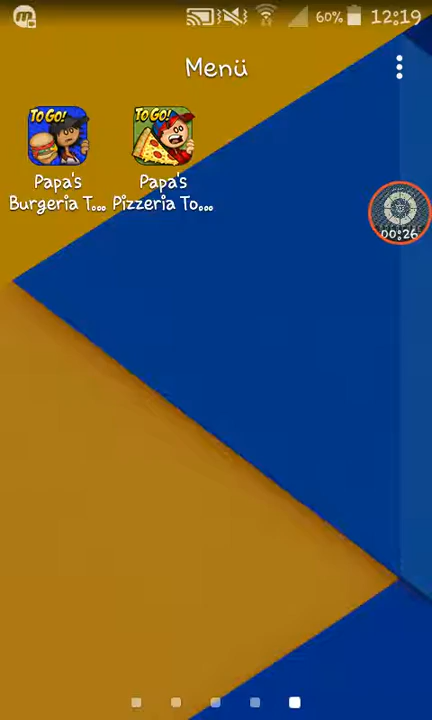 60% 12:19
Menü
TO GO! TO GO!
Papa's Papa's
Burgeria T... Pizzeria To...
00:26